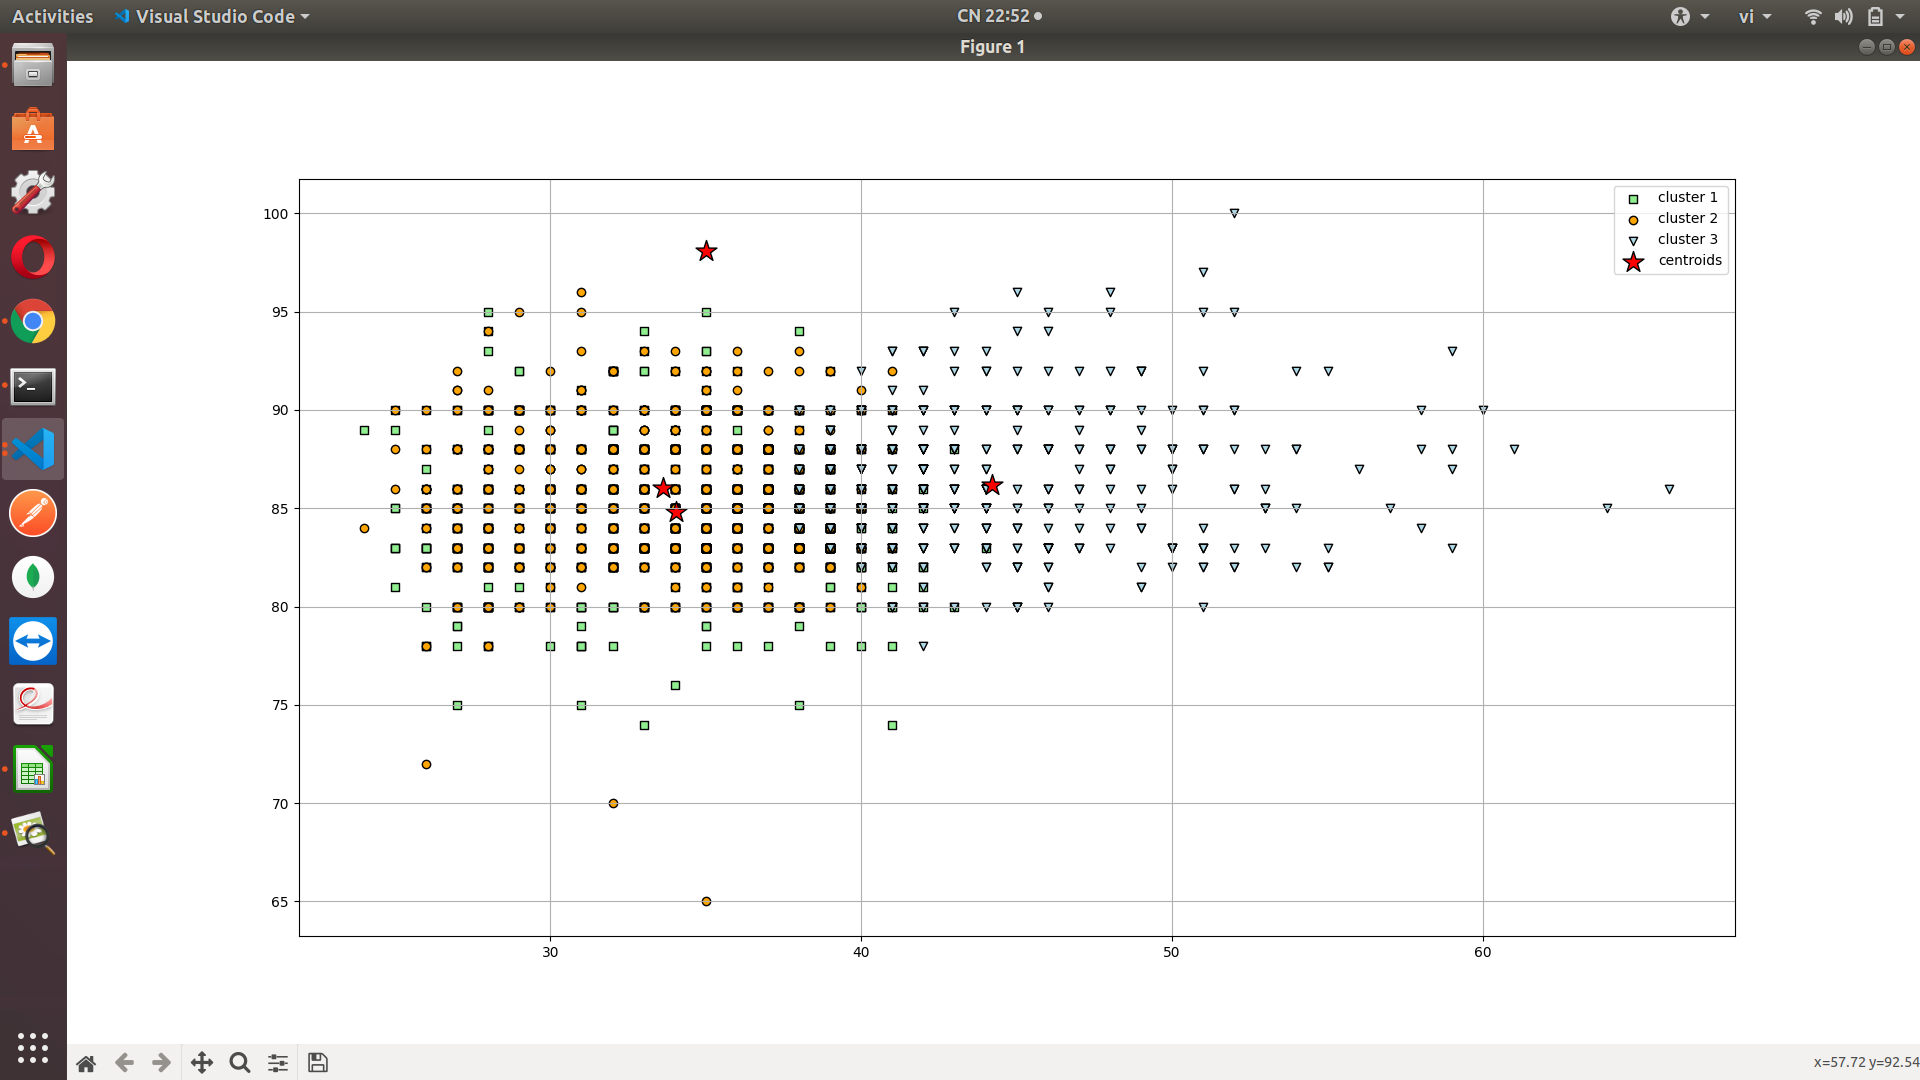 Activities Visual Studio Code CN 22:52 vi
Figure 1
cluster 1
cluster 2
cluster 3
centroids
100
95
90
85
80
75
70
65
30 40 50 60
x=57.72 y=92.54